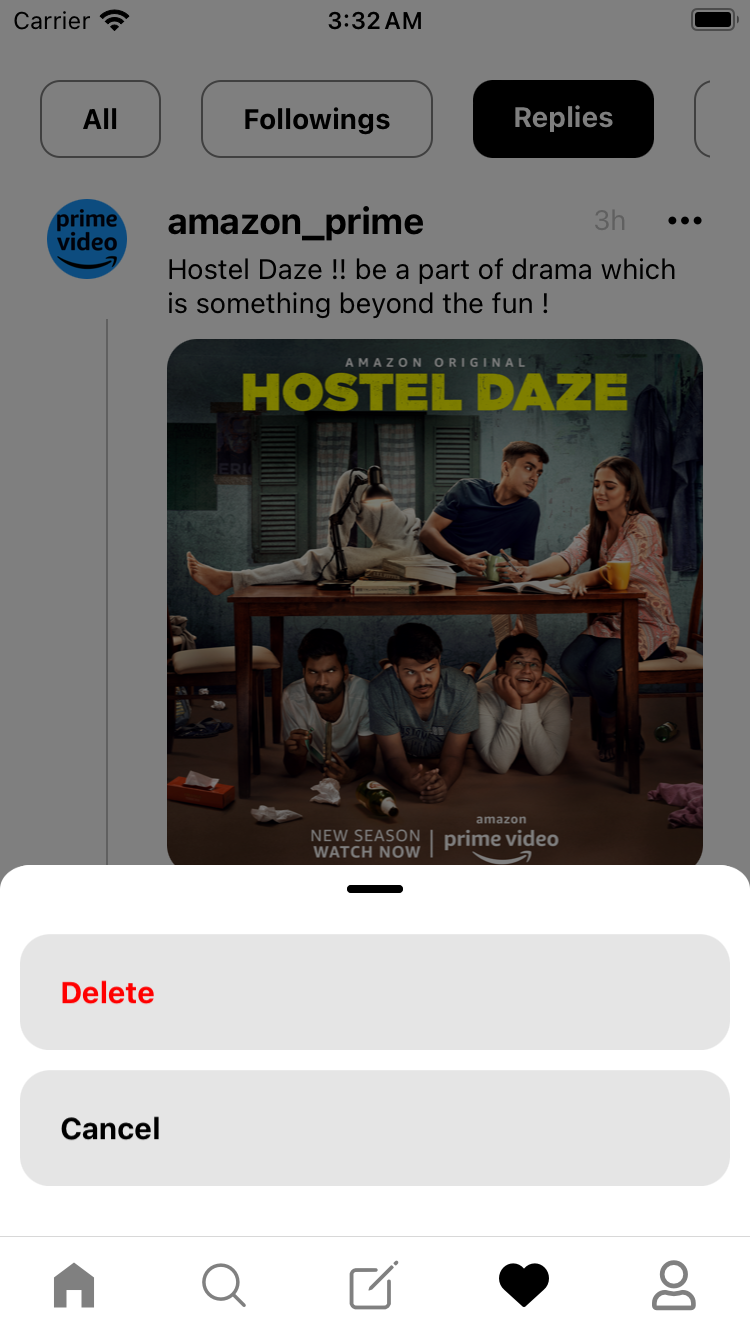 Carrier
3:32 AM
All
Followings
Replies
prime
video
amazon_prime
3h
Hostel Daze !! be a part of drama which
is something beyond the fun !
AMAZON ORIGINAL
HOSTEL DAZE
NEW SEASON
WATCH NOW
amazon
prime video
Delete
Cancel